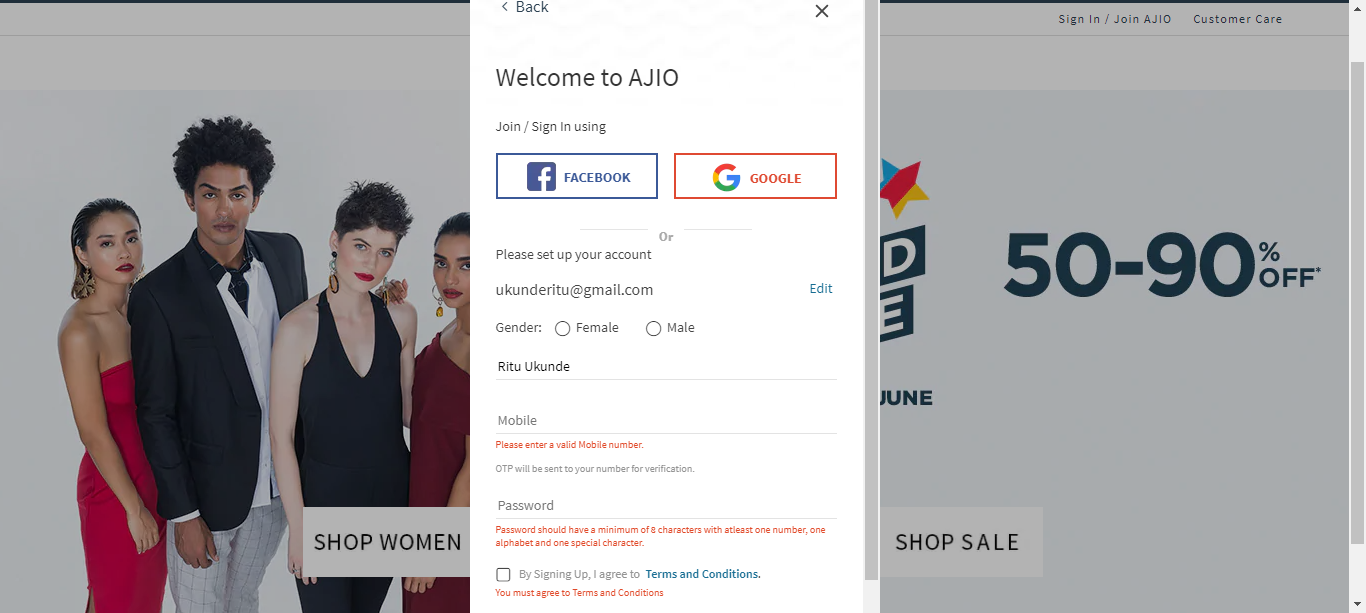 Back
Sign In / Join AJIO
Customer Care
Welcome to AJIO
Join / Sign In using
FACEBOOK
GOOGLE
Or
Please set up your account
ukunderitu@gmail.com
Edit
Gender:
Female
Male
Ritu Ukunde
Mobile
Please enter a valid Mobile number.
OTP will be sent to your number for verification.
Password
Password should have a minimum of 8 characters with atleast one number, one
alphabet and one special character.
By Signing Up, I agree to Terms and Conditions.
You must agree to Terms and Conditions
SHOP WOMEN
D
E
50-90% OFF*
JUNE
SHOP SALE